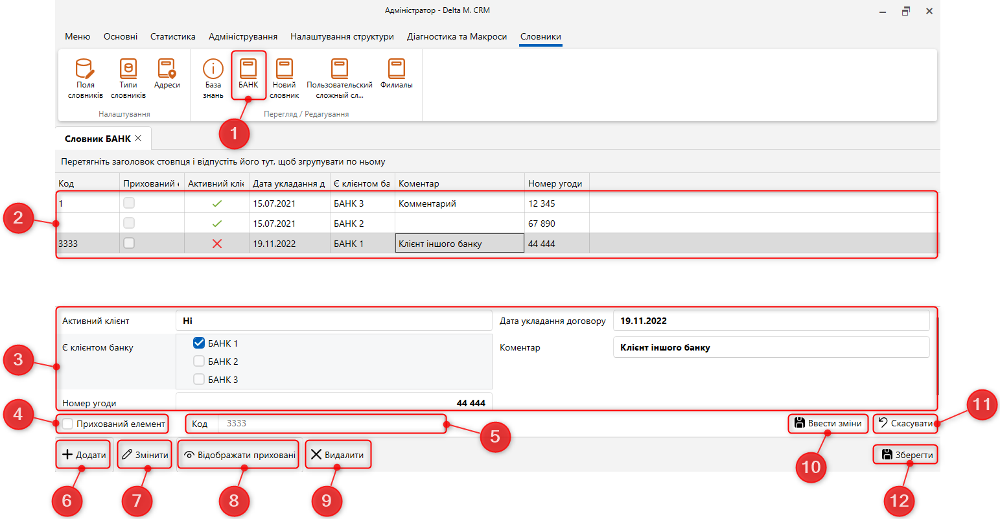 Адміністратор - Delta M. CRM
Меню Основні Статистика Адміністрування Налаштування структури Діагностика та Макроси Словники
Поля словників
Типи словників
Адреси
База знань
БАНК
Новий словник
Пользовательский сложный сл...
Филиалы
Налаштування
Перегляд / Редагування
1
Словник БАНК
Перетягніть заголовок стовпця і відпустіть його тут, щоб згрупувати по ньому
Код Прихований є Активний клі Дата укладання д Є клієнтом ба Коментар Номер угоди
1 15.07.2021 БАНК 3 Комментарий 12 345
2
15.07.2021 БАНК 2 67 890
3333 19.11.2022 БАНК 1 Клієнт іншого банку 44 444
Активний клієнт Ні Дата укладання договору 19.11.2022
Є клієнтом банку БАНК 1 Коментар Клієнт іншого банку
БАНК 2
3
БАНК 3
Номер угоди 44 444
4
11
Прихований елемент Код 3333 Ввести зміни Скасувати
5
Додати Змінити Відображати приховані Видалити Зберегти
10
6 7 8 9 12